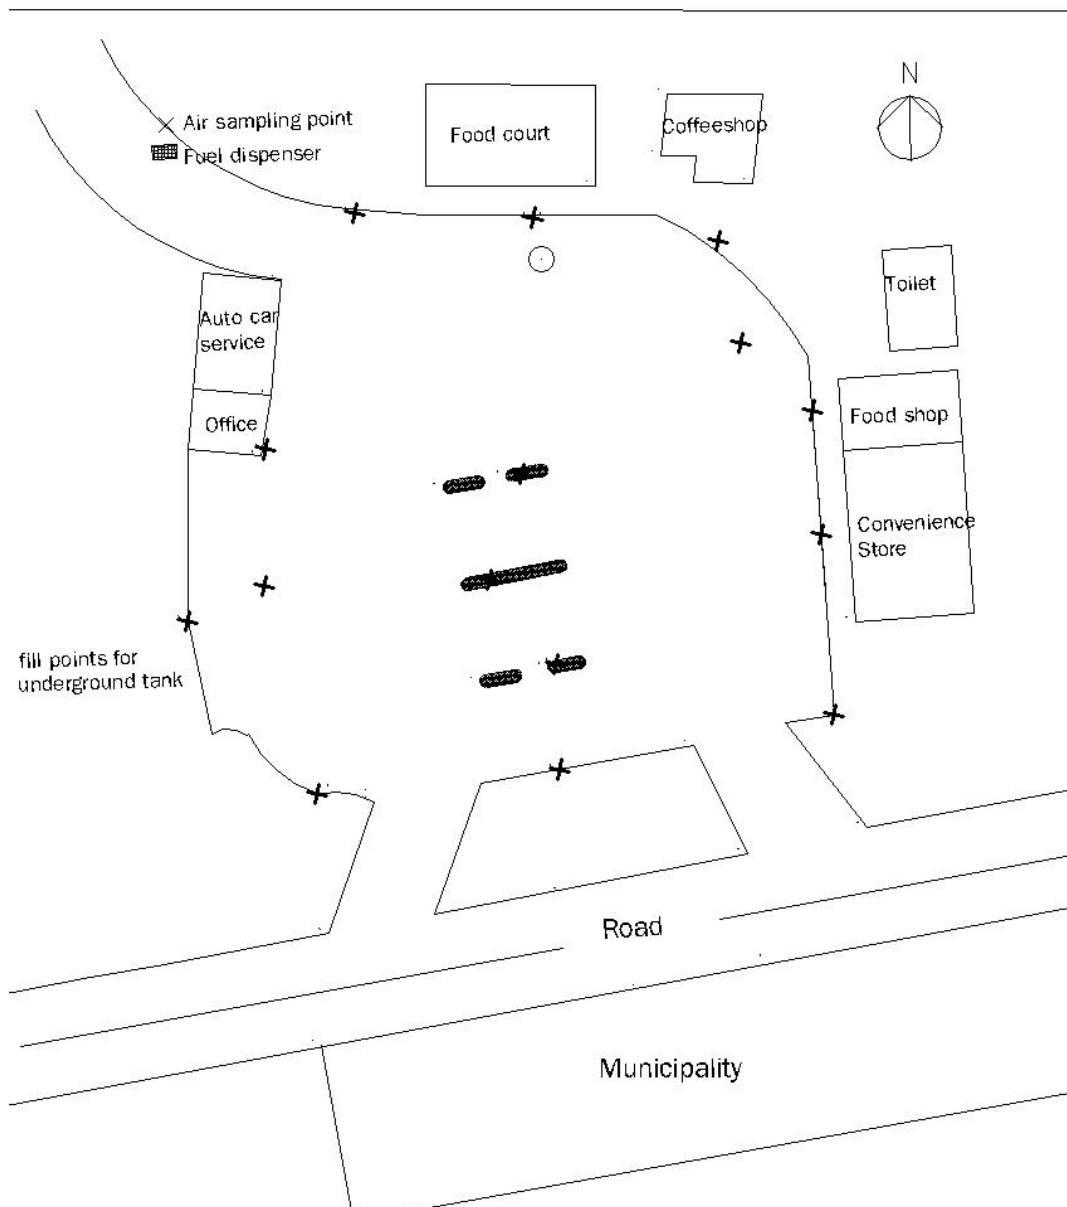 N
Air sampling point
Fuel dispenser
Food court
Coffeeshop
Toilet
Auto car
service
Office
Food shop
Convenience
Store
fill points for
underground tank
Road
Municipality